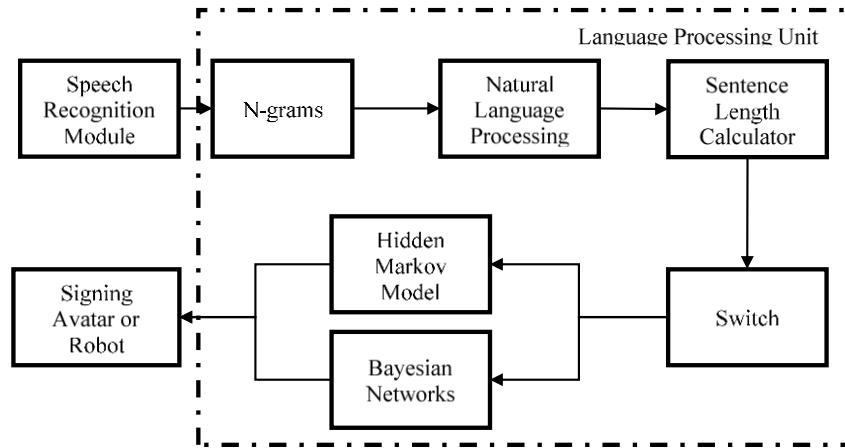 Language Processing Unit
Speech
Recognition
Module
N-grams
Natural
Language
Processing
Sentence
Length
Calculator
Hidden
Markov
Model
Signing
Avatar or
Robot
Switch
Bayesian
Networks